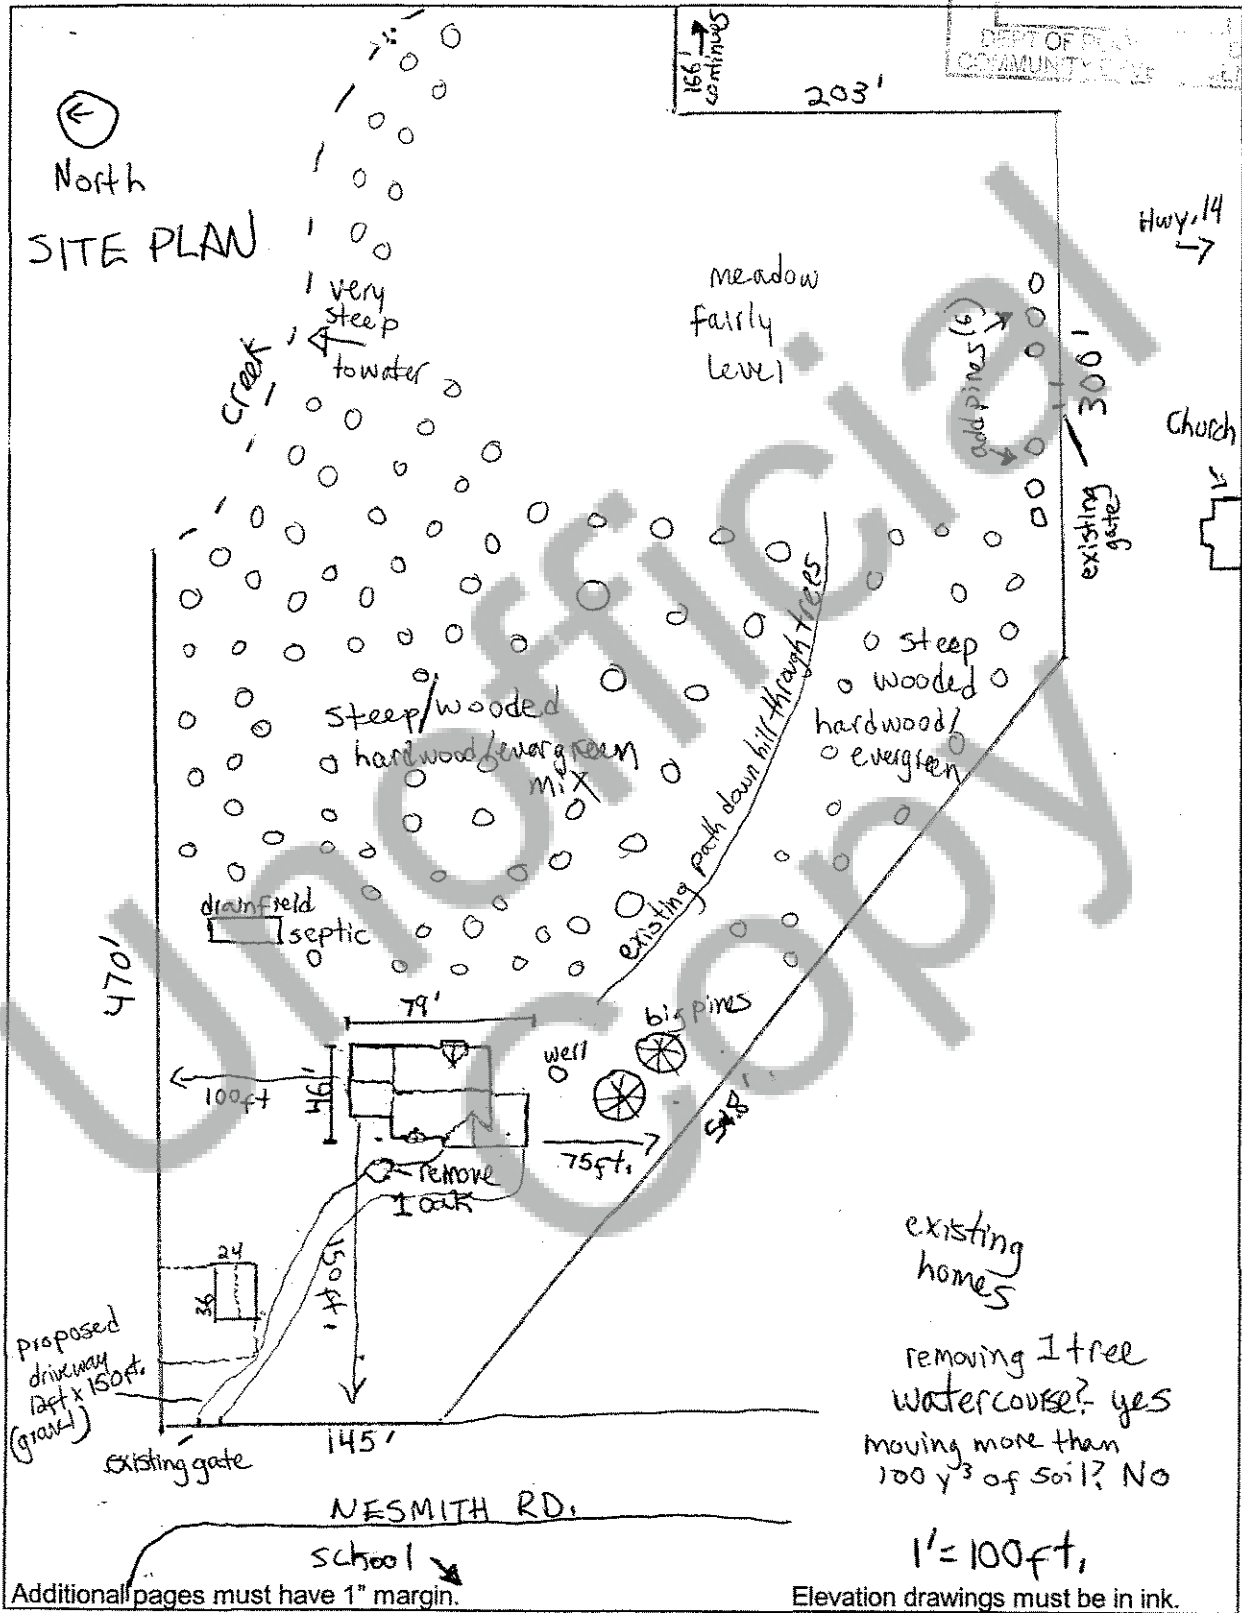 166' continues
DEPT OF
COMMUNITY
203'
North
SITE PLAN
Hwy. 14
very
steep
to water
creek
meadow
fairly
level
add pines (6)
300'
Church
existing
gate
existing path down hill through trees
steep
wooded
hardwood/
evergreen
steep/wooded
hardwood/evergreen
mix
drainfield
septic
470'
79'
big pines
well
100ft
46'
548'
75ft.
remove
1 oak
150ft.
24
36
existing
homes
proposed
driveway
12ft x 150ft.
(gravel)
removing 1 tree
watercourse? yes
moving more than
100 y³ of soil? No
145'
existing gate
NESMITH RD.
school
1'=100ft.
Additional pages must have 1" margin.
Elevation drawings must be in ink.
Unofficial
Copy